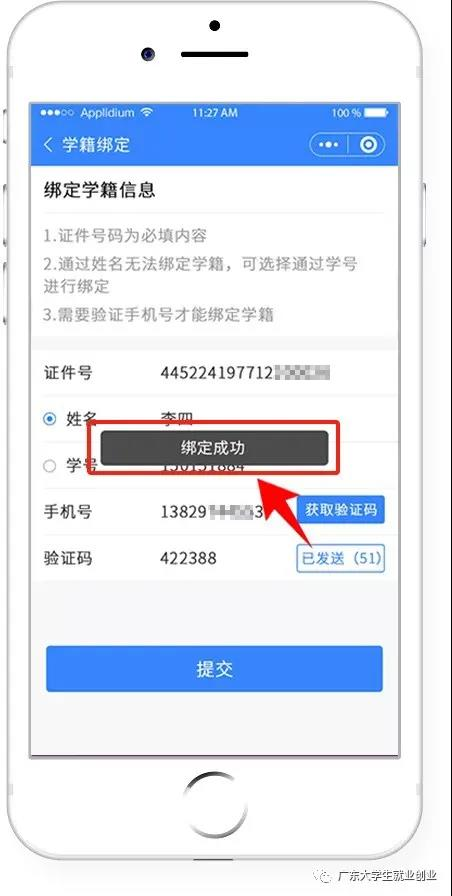 Applidium 11:27 AM 100 %
学籍绑定
绑定学籍信息
1.证件号码为必填内容
2.通过姓名无法绑定学籍，可选择通过学号
进行绑定
3.需要验证手机号才能绑定学籍
证件号 445224197712
姓名 李四
绑定成功
学号
手机号 13829 3 获取验证码
验证码 422388 已发送（51）
提交
广东大学生就业创业